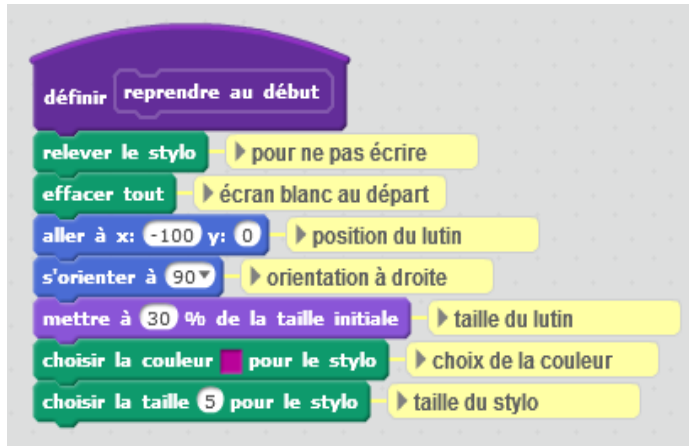 définir reprendre au début
relever le stylo pour ne pas écrire
effacer tout écran blanc au départ
aller à x: -100 y: 0 position du lutin
s'orienter à 90 orientation à droite
mettre à 30 % de la taille initiale taille du lutin
choisir la couleur pour le stylo choix de la couleur
choisir la taille 5 pour le stylo taille du stylo